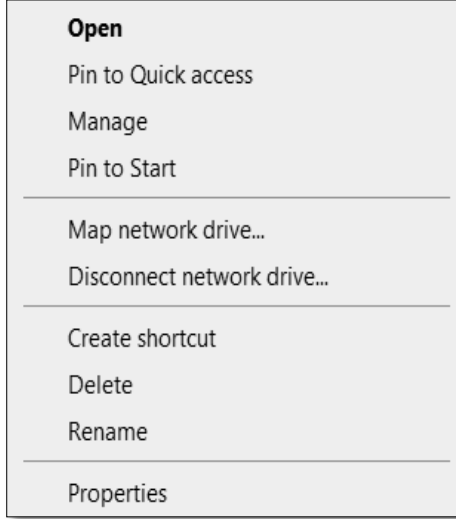 Open
Pin to Quick access
Manage
Pin to Start
Map network drive...
Disconnect network drive...
Create shortcut
Delete
Rename
Properties